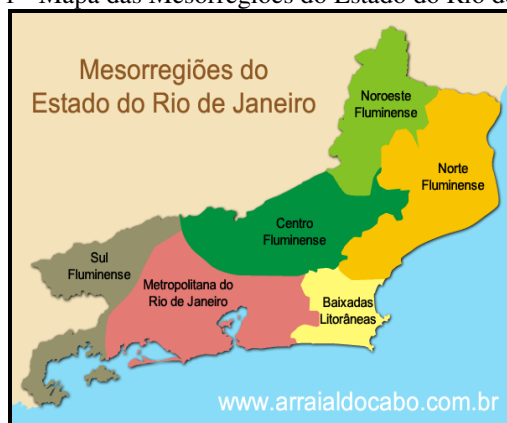 1 - Mapa das Mesorregiões do Estado do Rio de
Mesorregiões do
Estado do Rio de Janeiro
Noroeste
Fluminense
Norte
Fluminense
Centro
Fluminense
Sul
Fluminense
Metropolitana do
Rio de Janeiro
Baixadas
Litorâneas
www.arraialdocabo.com.br